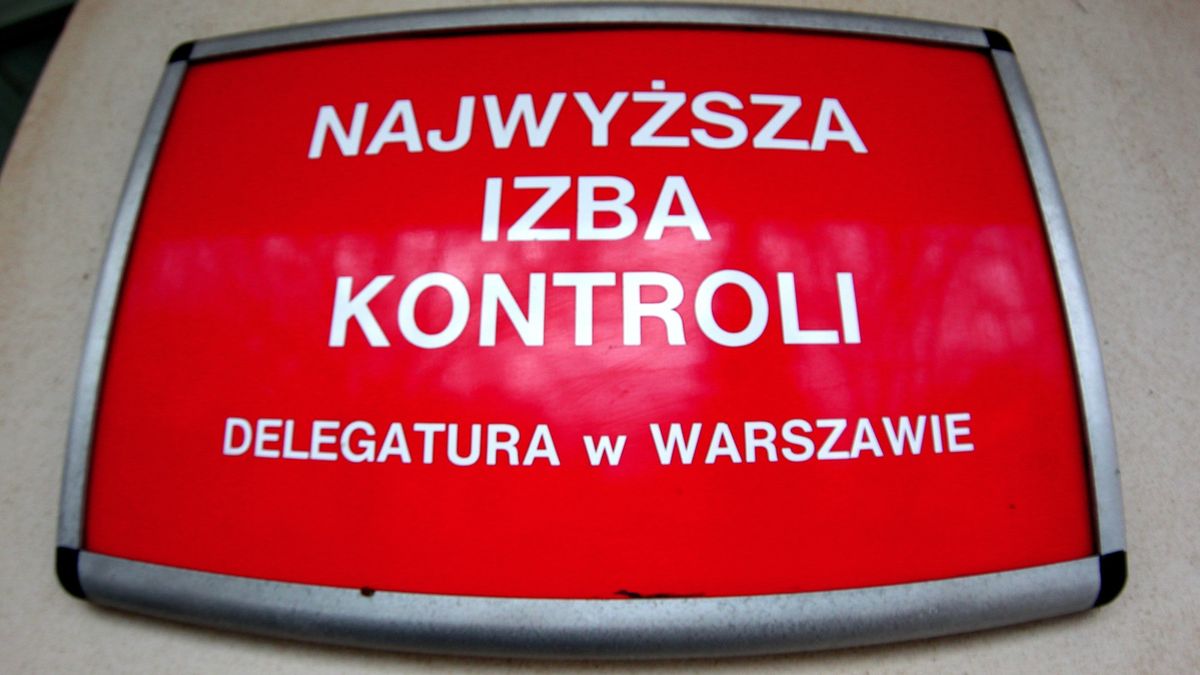 NAJWYŻSZA
IZBA
KONTROLI
DELEGATURA w WARSZAWIE